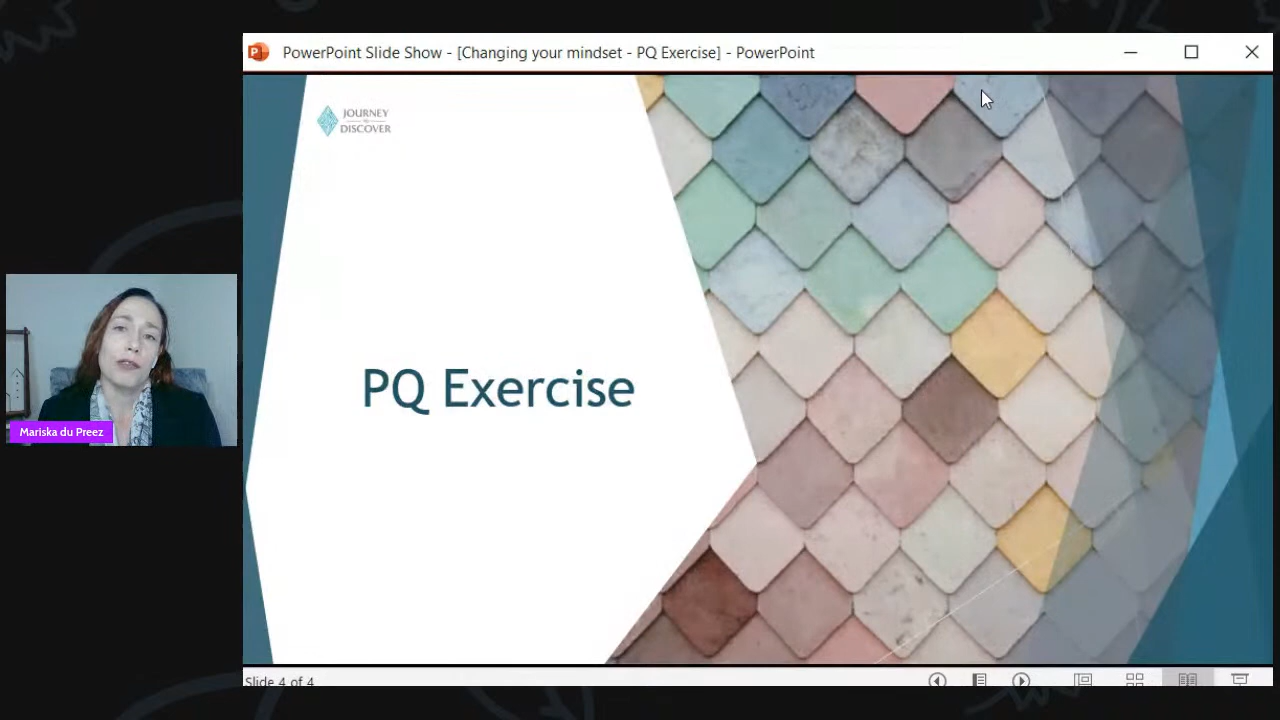 PowerPoint Slide Show - [Changing your mindset - PQ Exercise] - PowerPoint
JOURNEY
DISCOVER
PQ Exercise
Mariska du Preez
Slide 4 of 4